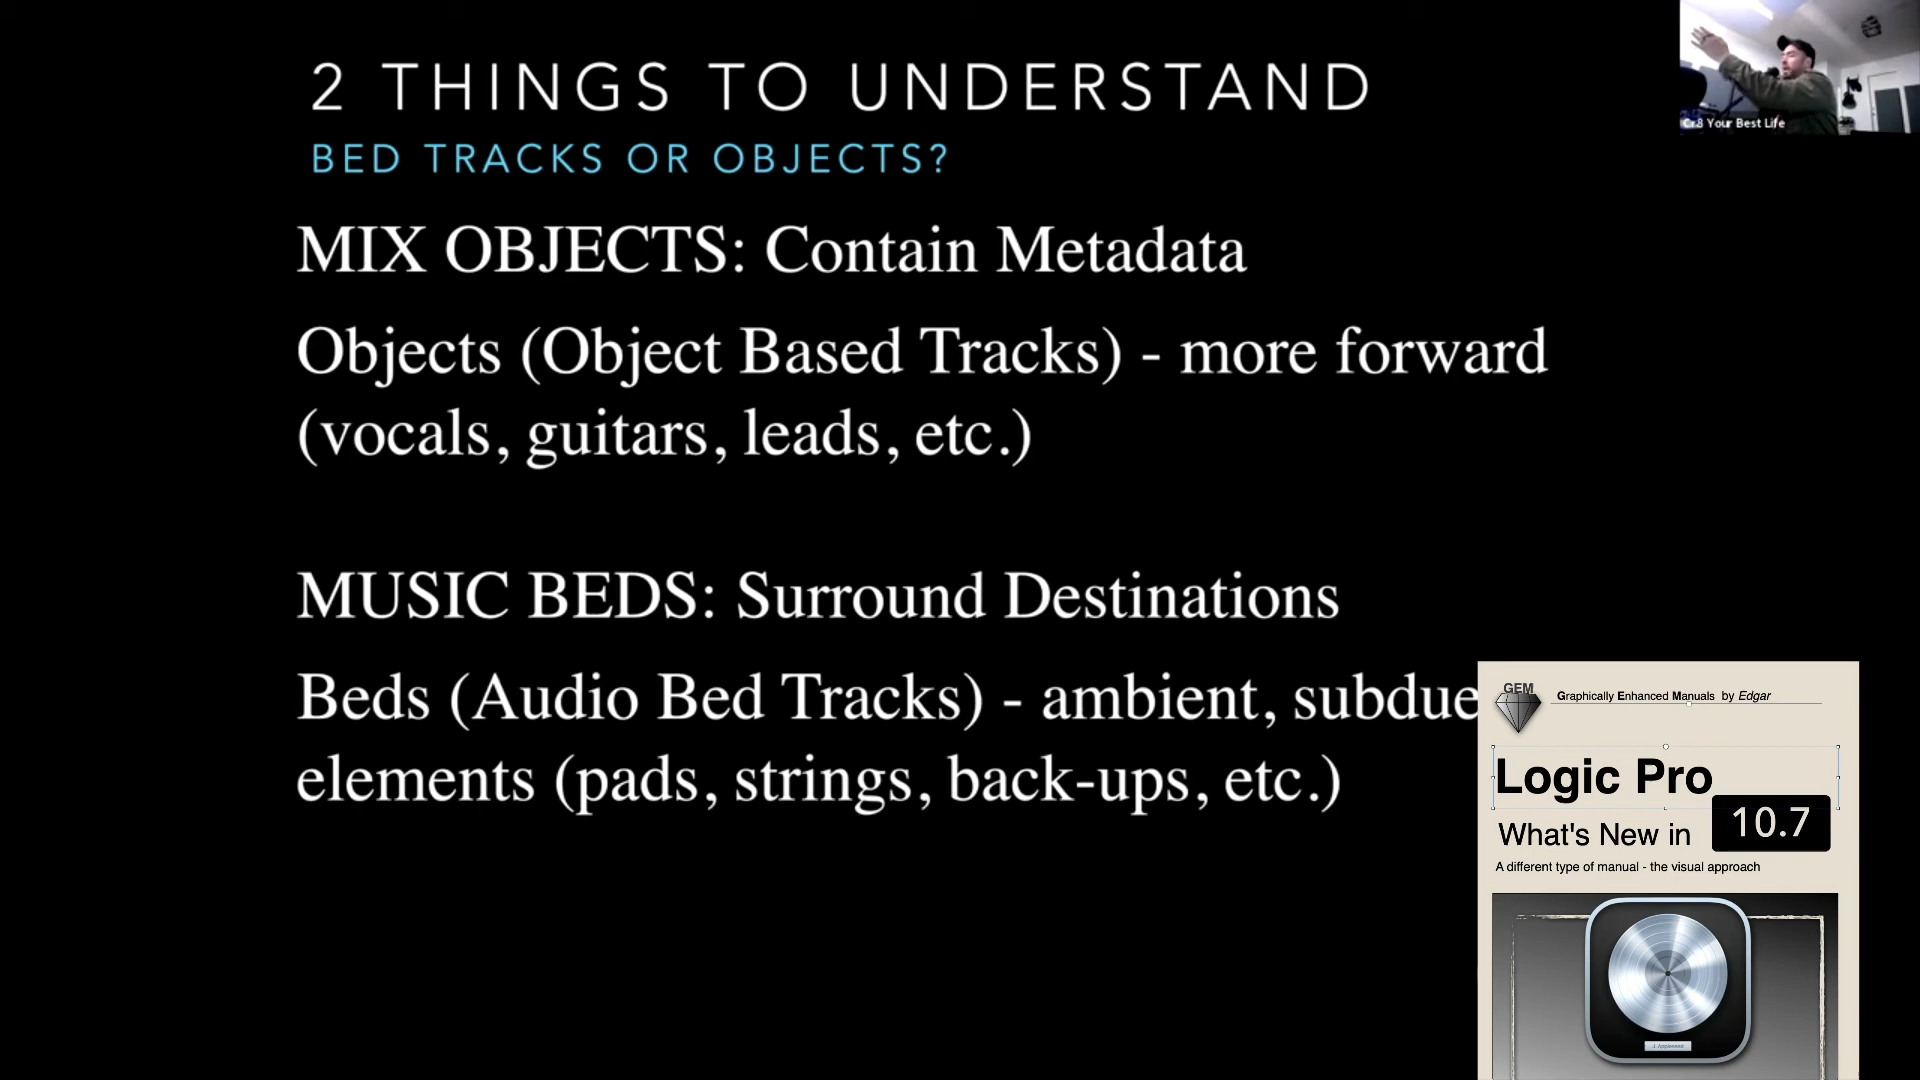 2 THINGS TO UNDERSTAND
BED TRACKS OR OBJECTS?
MIX OBJECTS: Contain Metadata
Objects (Object Based Tracks) - more forward
(vocals, guitars, leads, etc.)
MUSIC BEDS: Surround Destinations
Beds (Audio Bed Tracks) - ambient, subdue
elements (pads, strings, back-ups, etc.)
Cr8 Your Best Life
GEM
Graphically Enhanced Manuals by Edgar
Logic Pro
What's New in 10.7
A different type of manual - the visual approach